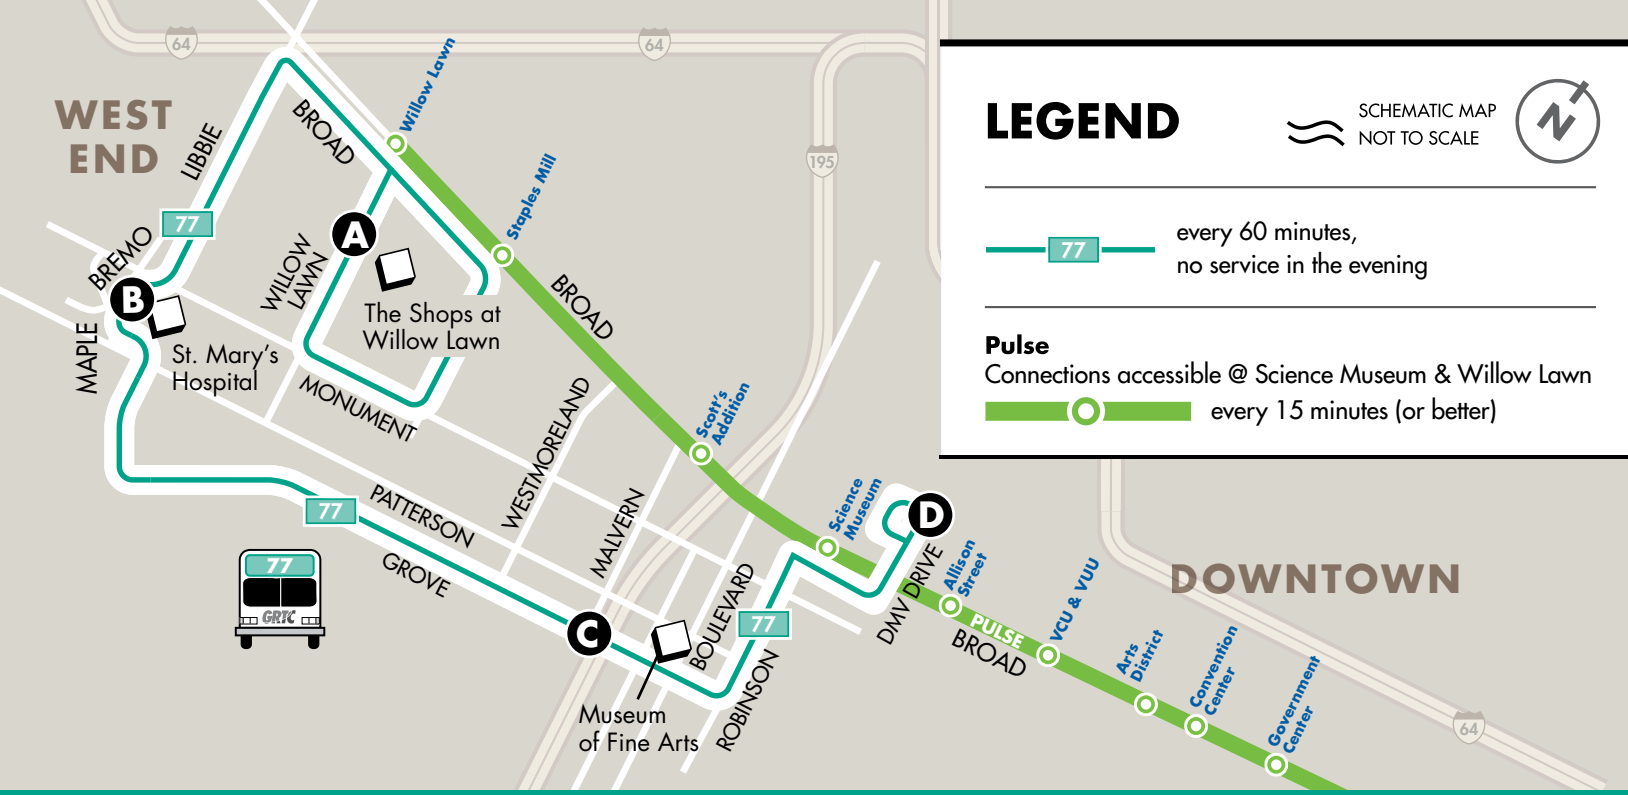 64
64
195
64
WEST
END
LIBBIE
BROAD
77
BREMO
B
MAPLE
St. Mary's
Hospital
WILLOW
LAWN
A
The Shops at
Willow Lawn
MONUMENT
Willow Lawn
Staples Mill
BROAD
WESTMORELAND
Scott's
Addition
PATTERSON
77
GROVE
77
GRTC
MALVERN
C
BOULEVARD
77
ROBINSON
Museum
of Fine Arts
Science
Museum
D
DMV DRIVE
Allison
Street
PULSE
BROAD
VCU & VUU
Arts
District
Convention
Center
Government
Center
DOWNTOWN
LEGEND
SCHEMATIC MAP
NOT TO SCALE
N
77
every 60 minutes,
no service in the evening
Pulse
Connections accessible @ Science Museum & Willow Lawn
every 15 minutes (or better)